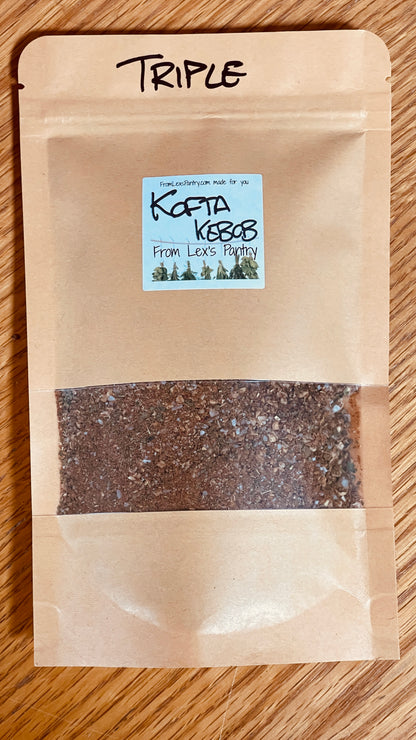 TRIPLE
FromLexsPantry.com made for you
KOFTA
KEBOB
From Lex's Pantry